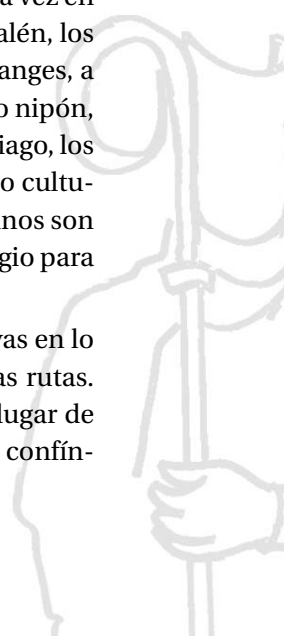 a vez en
alén, los
anges, a
o nipón,
iago, los
o cultu-
nos son
gio para
as en lo
as rutas.
lugar de
confín-